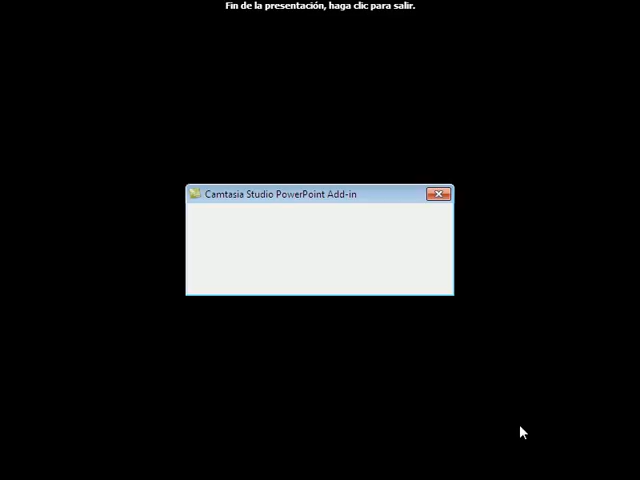 Fin de la presentación, haga clic para salir.
Camtasia Studio PowerPoint Add-in